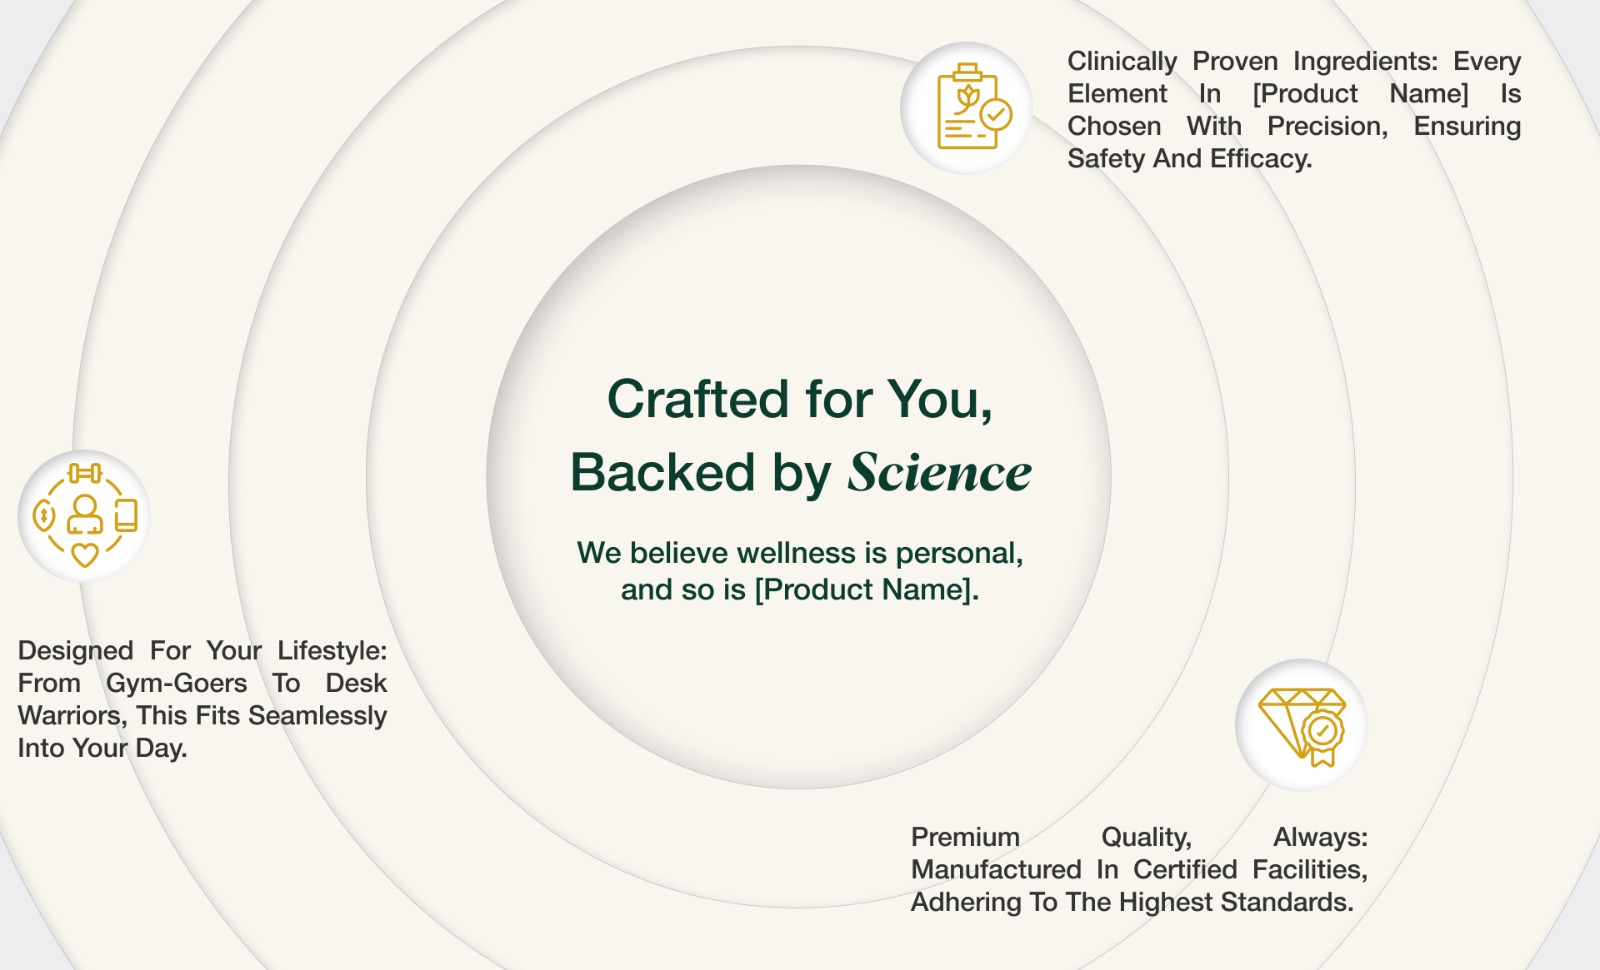 Clinically Proven Ingredients: Every
Element In [Product Name] Is
Chosen With Precision, Ensuring
Safety And Efficacy.
Crafted for You,
Backed by Science
We believe wellness is personal,
and so is [Product Name].
Designed For Your Lifestyle:
From Gym-Goers To Desk
Warriors, This Fits Seamlessly
Into Your Day.
Premium Quality, Always:
Manufactured In Certified Facilities,
Adhering To The Highest Standards.